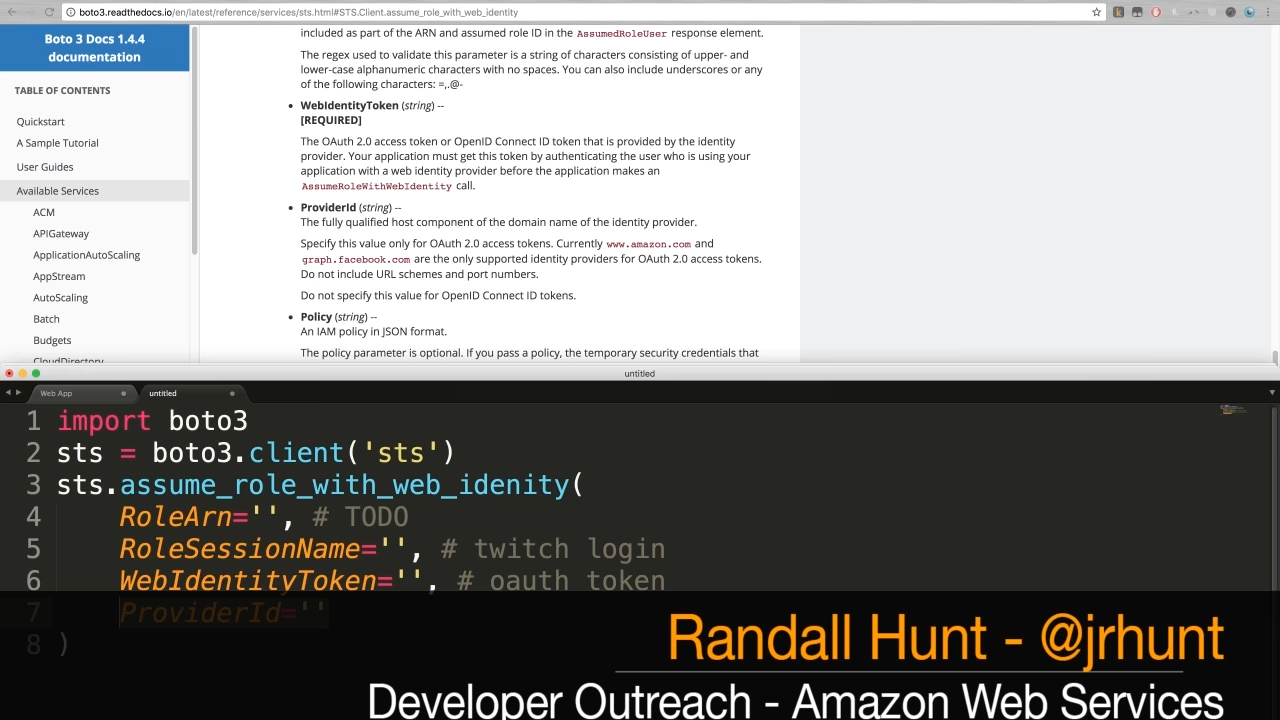 boto3.readthedocs.io/en/latest/reference/services/sts.html#STS.Client.assume_role_with_web_identity
Boto 3 Docs 1.4.4
documentation
TABLE OF CONTENTS
Quickstart
A Sample Tutorial
User Guides
Available Services
ACM
APIGateway
ApplicationAutoScaling
AppStream
AutoScaling
Batch
Budgets
CloudDirectory
included as part of the ARN and assumed role ID in the AssumedRoleUser response element.
The regex used to validate this parameter is a string of characters consisting of upper- and
lower-case alphanumeric characters with no spaces. You can also include underscores or any
of the following characters: =,.@-
• WebIdentityToken (string) --
[REQUIRED]
The OAuth 2.0 access token or OpenID Connect ID token that is provided by the identity
provider. Your application must get this token by authenticating the user who is using your
application with a web identity provider before the application makes an
AssumeRoleWithWebIdentity call.
• ProviderId (string) --
The fully qualified host component of the domain name of the identity provider.
Specify this value only for OAuth 2.0 access tokens. Currently www.amazon.com and
graph.facebook.com are the only supported identity providers for OAuth 2.0 access tokens.
Do not include URL schemes and port numbers.
Do not specify this value for OpenID Connect ID tokens.
• Policy (string) --
An IAM policy in JSON format.
The policy parameter is optional. If you pass a policy, the temporary security credentials that
untitled
Web App
untitled
1 import boto3
2 sts = boto3.client('sts')
3 sts.assume_role_with_web_idenity(
4 RoleArn='', # TODO
5 RoleSessionName='', # twitch login
6 WebIdentityToken='', # oauth token
7 ProviderId=''
8 )
Randall Hunt - @jrhunt
Developer Outreach - Amazon Web Services